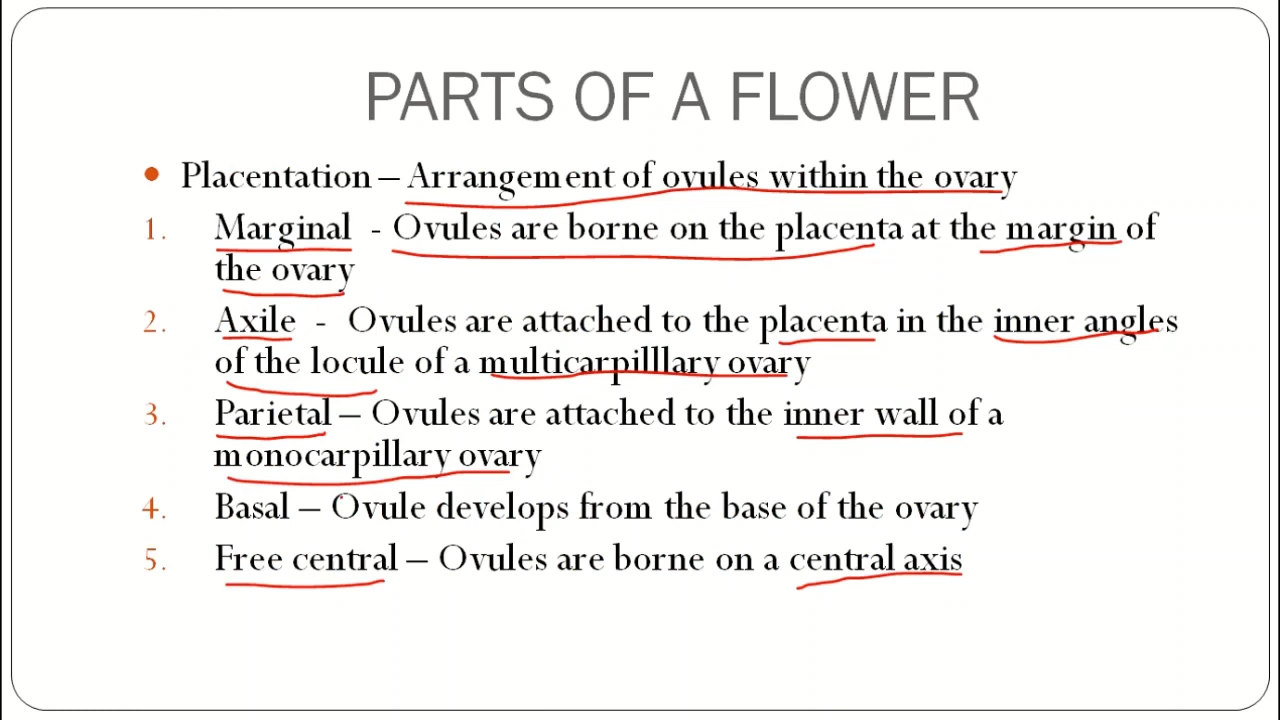 PARTS OF A FLOWER
• Placentation – Arrangement of ovules within the ovary
1. Marginal - Ovules are borne on the placenta at the margin of
the ovary
2. Axile - Ovules are attached to the placenta in the inner angles
of the locule of a multicarpilllary ovary
3. Parietal – Ovules are attached to the inner wall of a
monocarpillary ovary
4. Basal – Ovule develops from the base of the ovary
5. Free central – Ovules are borne on a central axis